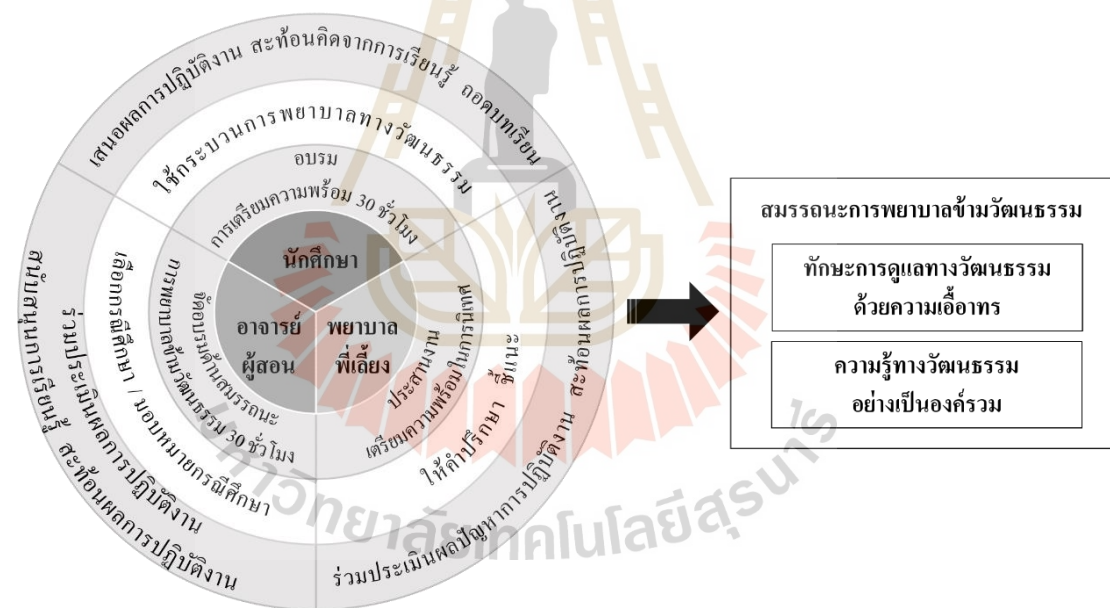 เสนอผลการปฏิบัติงาน สะท้อนคิดจากการเรียนรู้ ถอดบทเรียน
ใช้กระบวนการพยาบาลทางวัฒนธรรม
อบรม
การเตรียมความพร้อม 30 ชั่วโมง
นักศึกษา
อาจารย์
ผู้สอน
จัดอบรมด้านสมรรถนะ
การพยาบาลข้ามวัฒนธรรม 30 ชั่วโมง
เลือกกรณีศึกษา / มอบหมายกรณีศึกษา
ร่วมประเมินผลการปฏิบัติงาน
สนับสนุนการเรียนรู้ สะท้อนผลการปฏิบัติงาน
พยาบาล
พี่เลี้ยง
ประสานงาน
เตรียมความพร้อมในการนิเทศ
ให้คำปรึกษา ชี้แนะ
ร่วมประเมินผลปัญหาการปฏิบัติงาน สะท้อนผลการปฏิบัติงาน
สมรรถนะการพยาบาลข้ามวัฒนธรรม
ทักษะการดูแลทางวัฒนธรรม
ด้วยความเอื้ออาทร
ความรู้ทางวัฒนธรรม
อย่างเป็นองค์รวม
มหาวิทยาลัยเทคโนโลยีสุรนารี